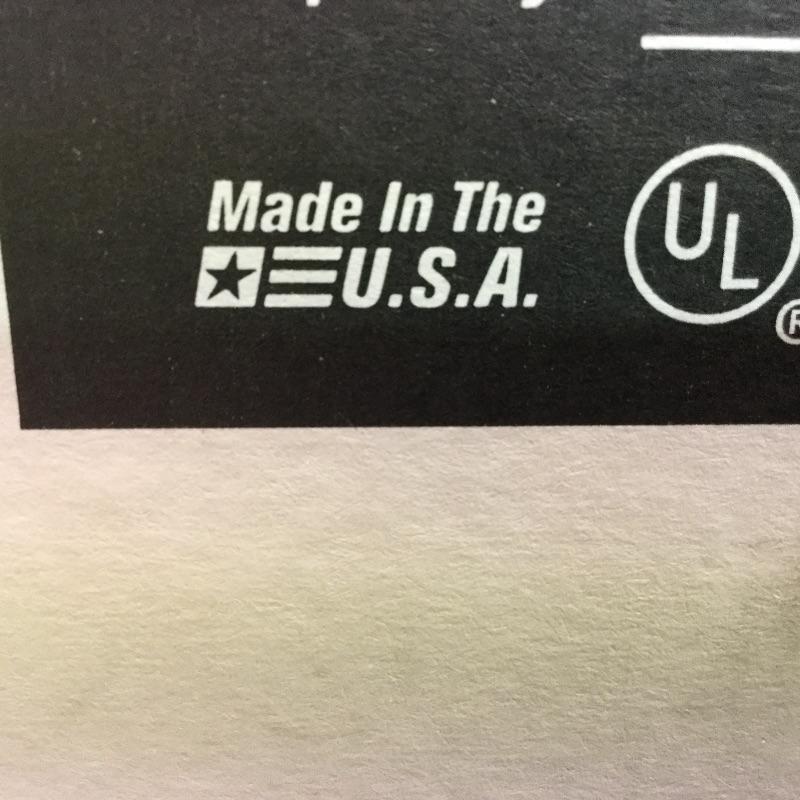 Made In The
U.S.A.
UL
®